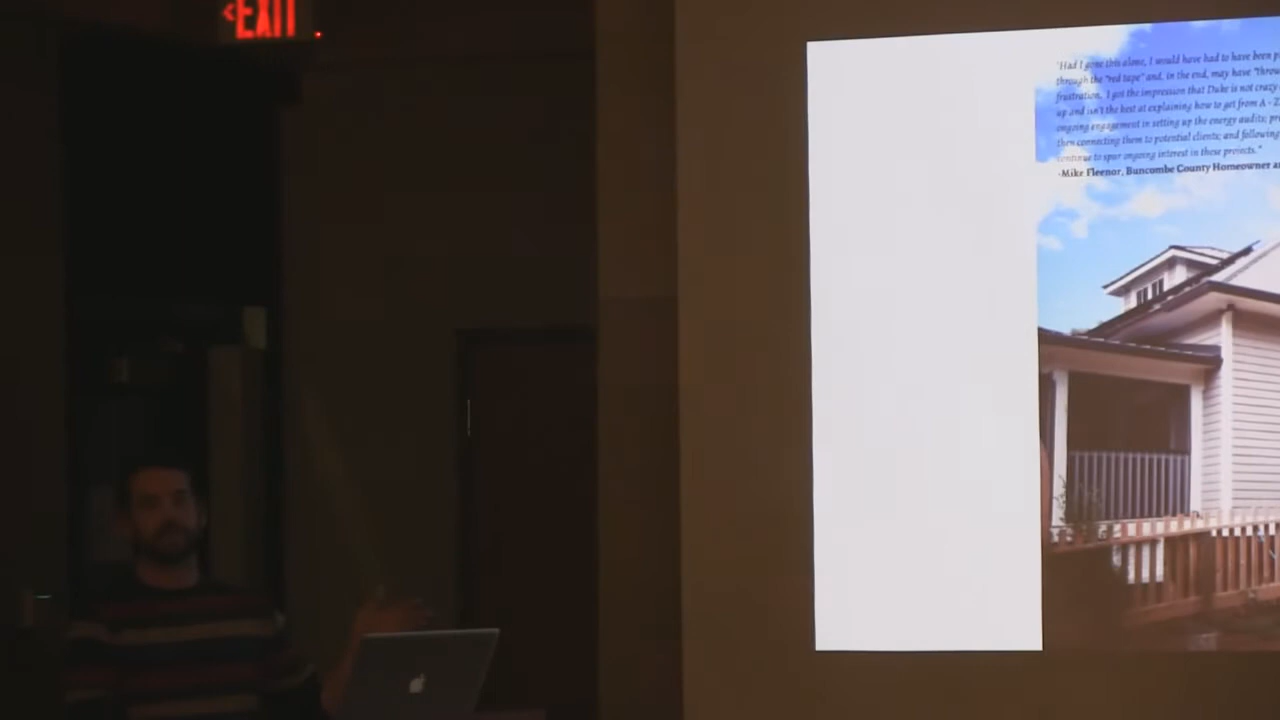 <EXIT
"Had I gone this alone, I would have had to have been p
through the "red tape" and, in the end, may have "throw
frustration. I got the impression that Duke is not crazy
up and isn't the best at explaining how to get from A - Z
ongoing engagement in setting up the energy audits; pr
then connecting them to potential clients; and following
continue to spur ongoing interest in these projects."
-Mike Fleenor, Buncombe County Homeowner an